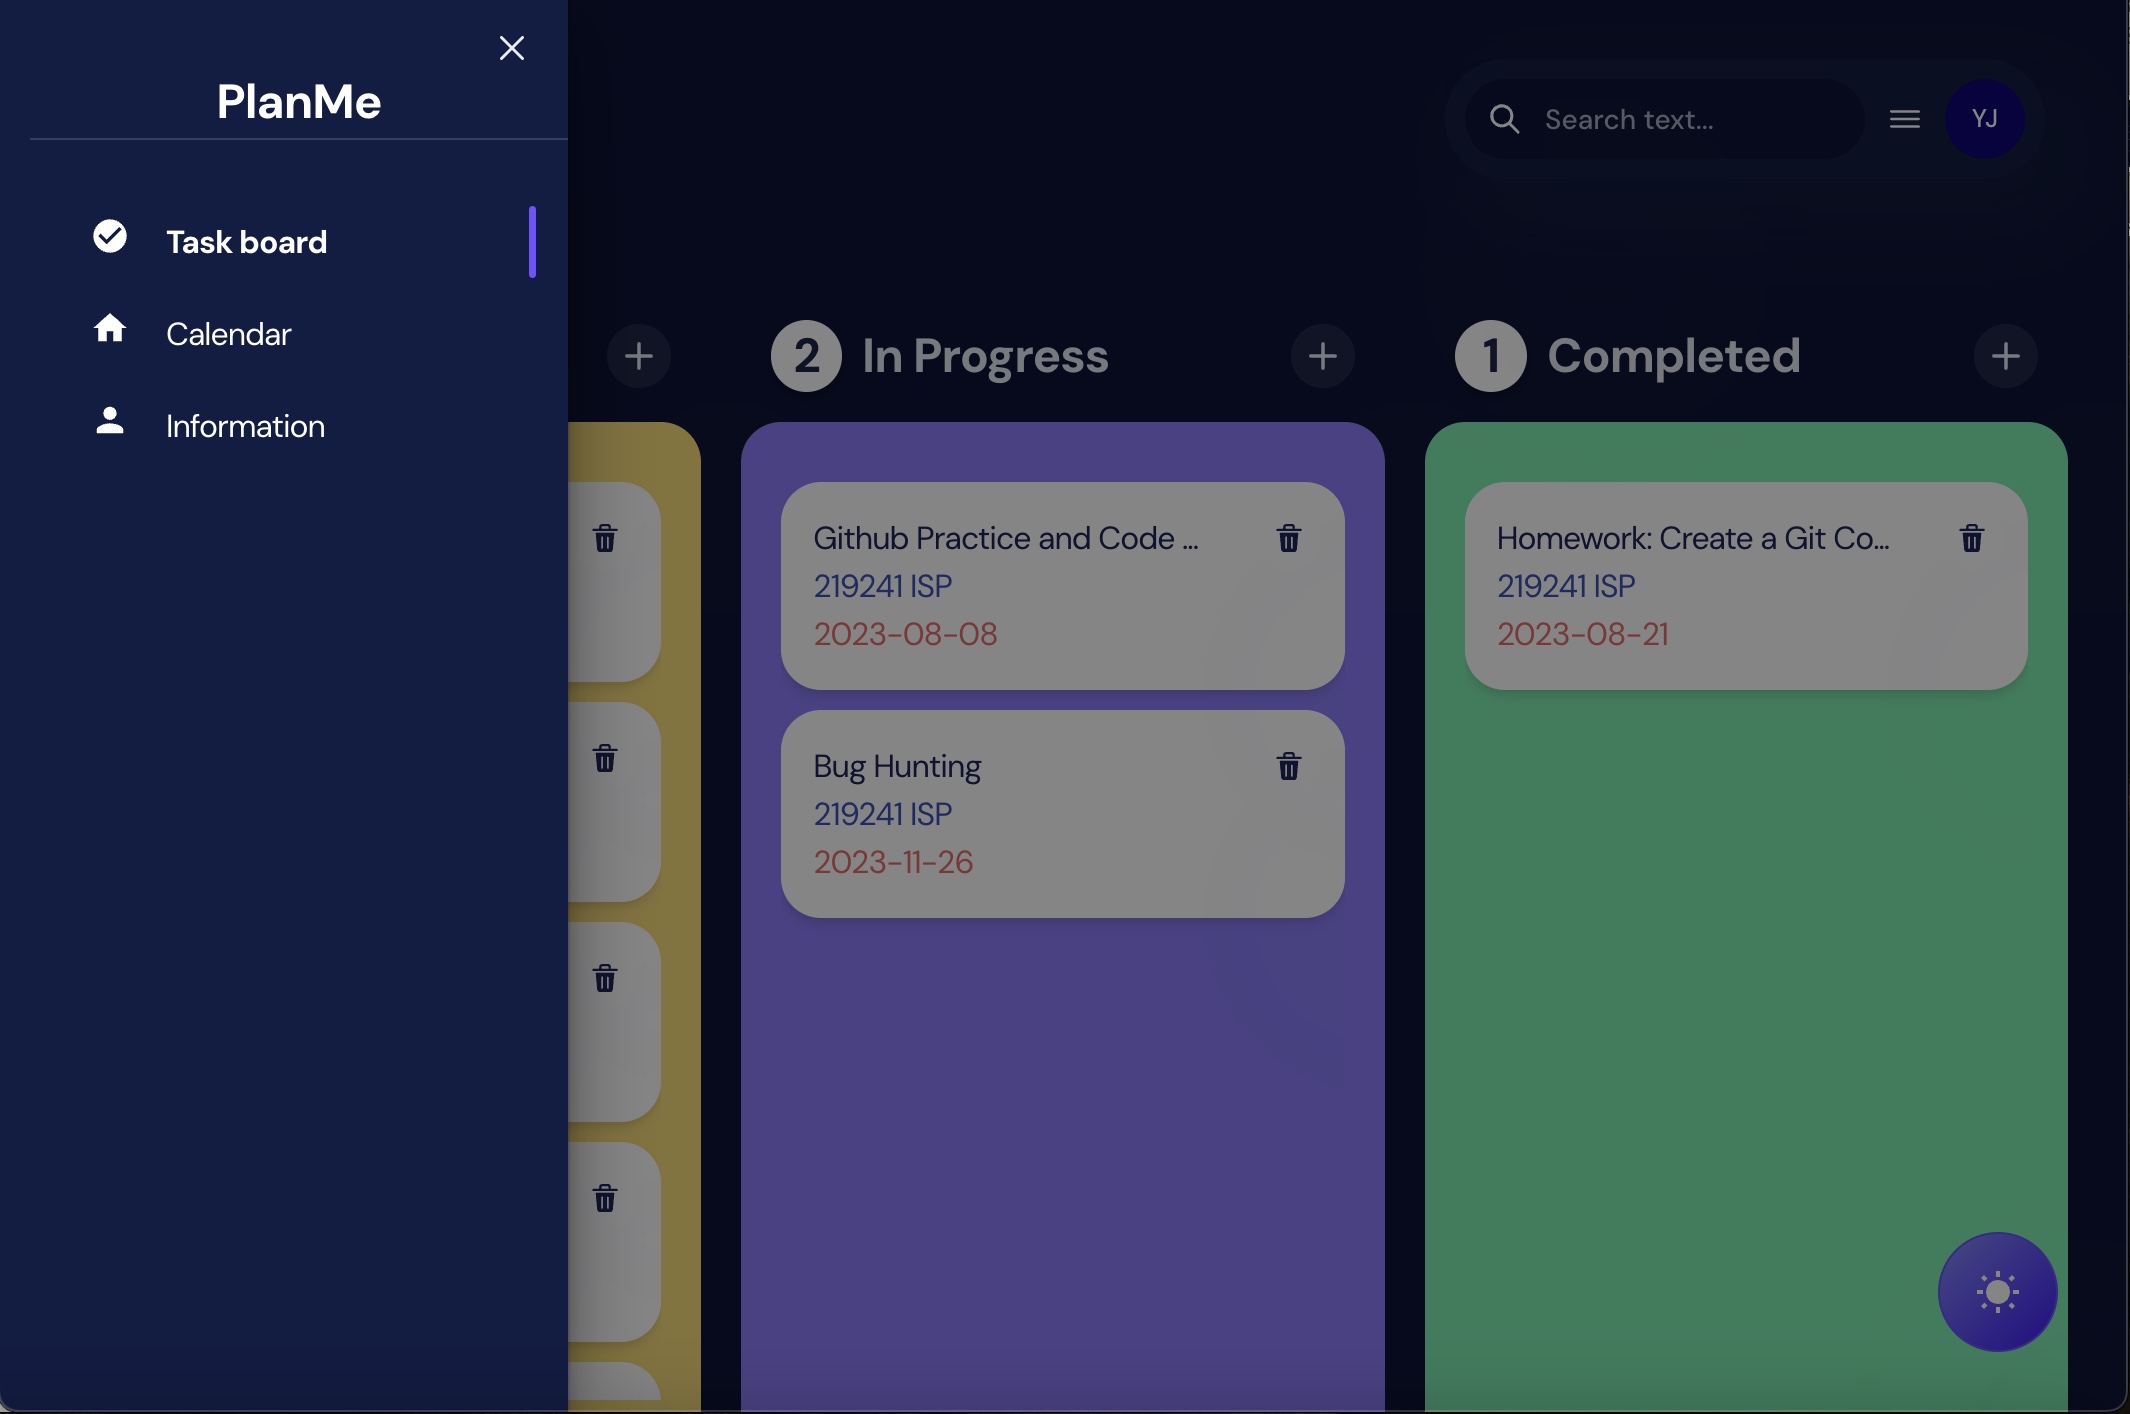 PlanMe
Task board
Calendar
Information
Search text...
YJ
2 In Progress
1 Completed
Github Practice and Code ...
219241 ISP
2023-08-08
Bug Hunting
219241 ISP
2023-11-26
Homework: Create a Git Co...
219241 ISP
2023-08-21